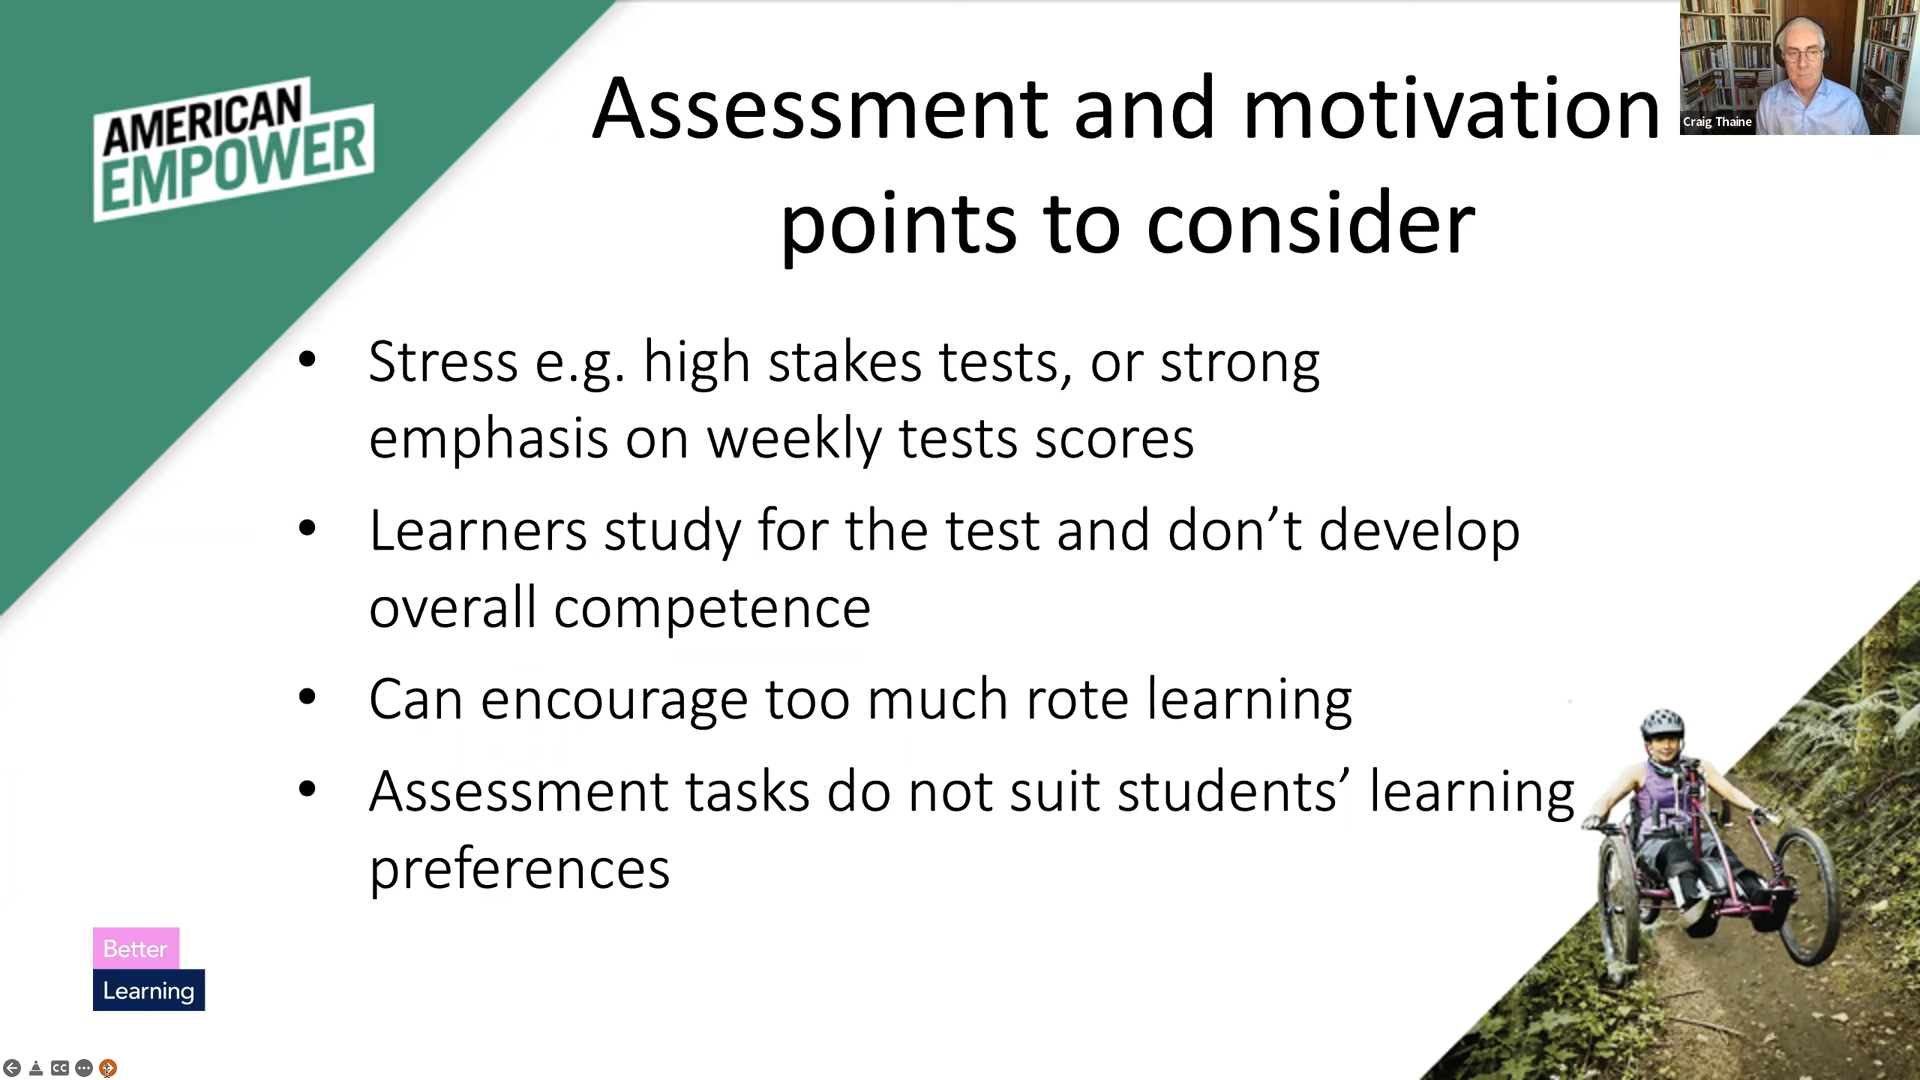 AMERICAN
EMPOWER
Assessment and motivation
points to consider
Craig Thaine
• Stress e.g. high stakes tests, or strong
emphasis on weekly tests scores
• Learners study for the test and don’t develop
overall competence
• Can encourage too much rote learning
• Assessment tasks do not suit students’ learning
preferences
Better
Learning
CC